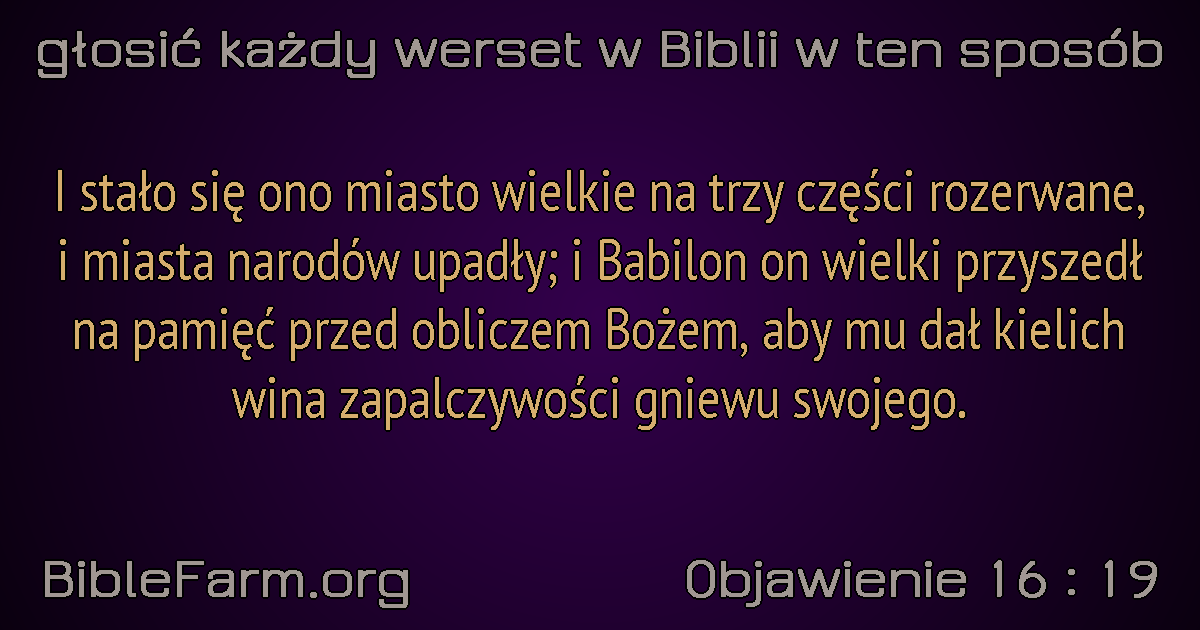 głosić każdy werset w Biblii w ten sposób
I stało się ono miasto wielkie na trzy części rozerwane,
i miasta narodów upadły; i Babilon on wielki przyszedł
na pamięć przed obliczem Bożem, aby mu dał kielich
wina zapalczywości gniewu swojego.
BibleFarm.org
Objawienie 16 : 19